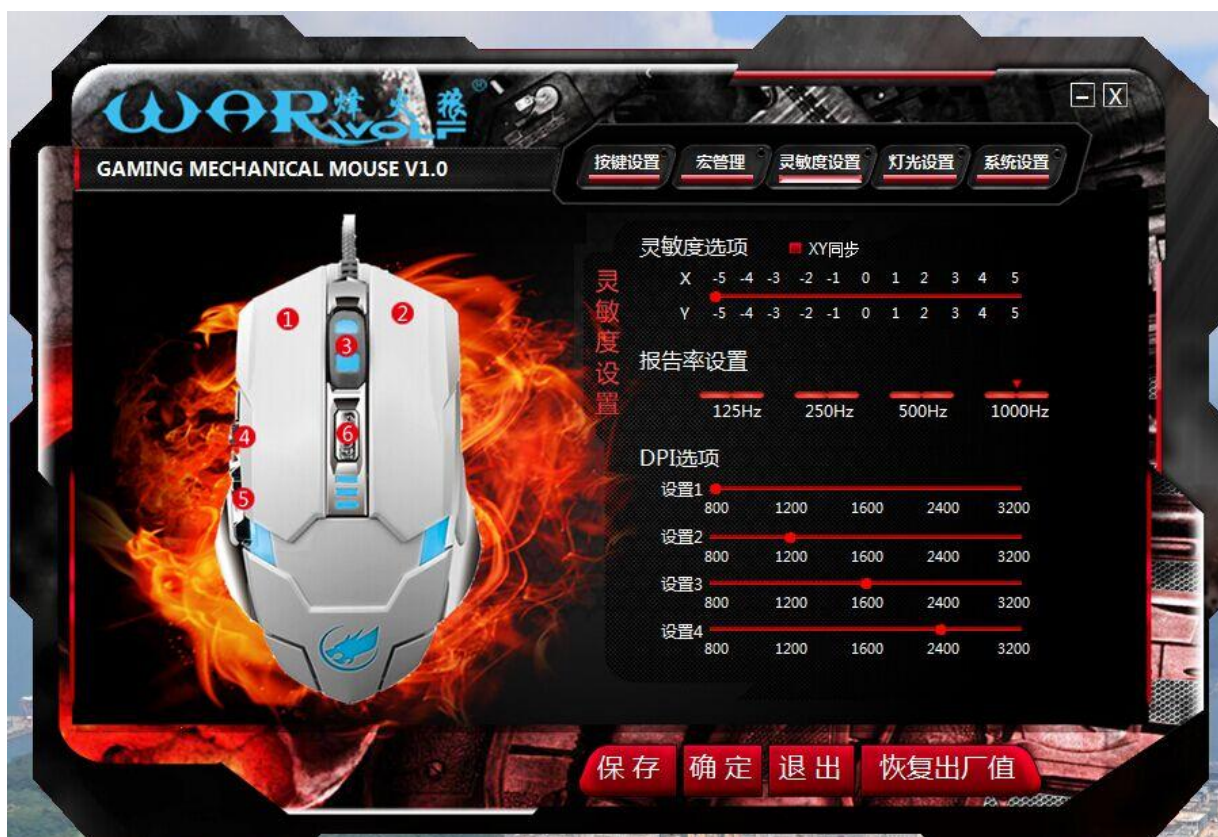 WAR WOLF 烽火狼®
GAMING MECHANICAL MOUSE V1.0
按键设置 宏管理 灵敏度设置 灯光设置 系统设置
灵敏度设置
灵敏度选项 XY同步
X -5 -4 -3 -2 -1 0 1 2 3 4 5
Y -5 -4 -3 -2 -1 0 1 2 3 4 5
报告率设置
125Hz 250Hz 500Hz 1000Hz
DPI选项
设置1
800 1200 1600 2400 3200
设置2
800 1200 1600 2400 3200
设置3
800 1200 1600 2400 3200
设置4
800 1200 1600 2400 3200
1 2
3
4 6
5
保存 确定 退出 恢复出厂值